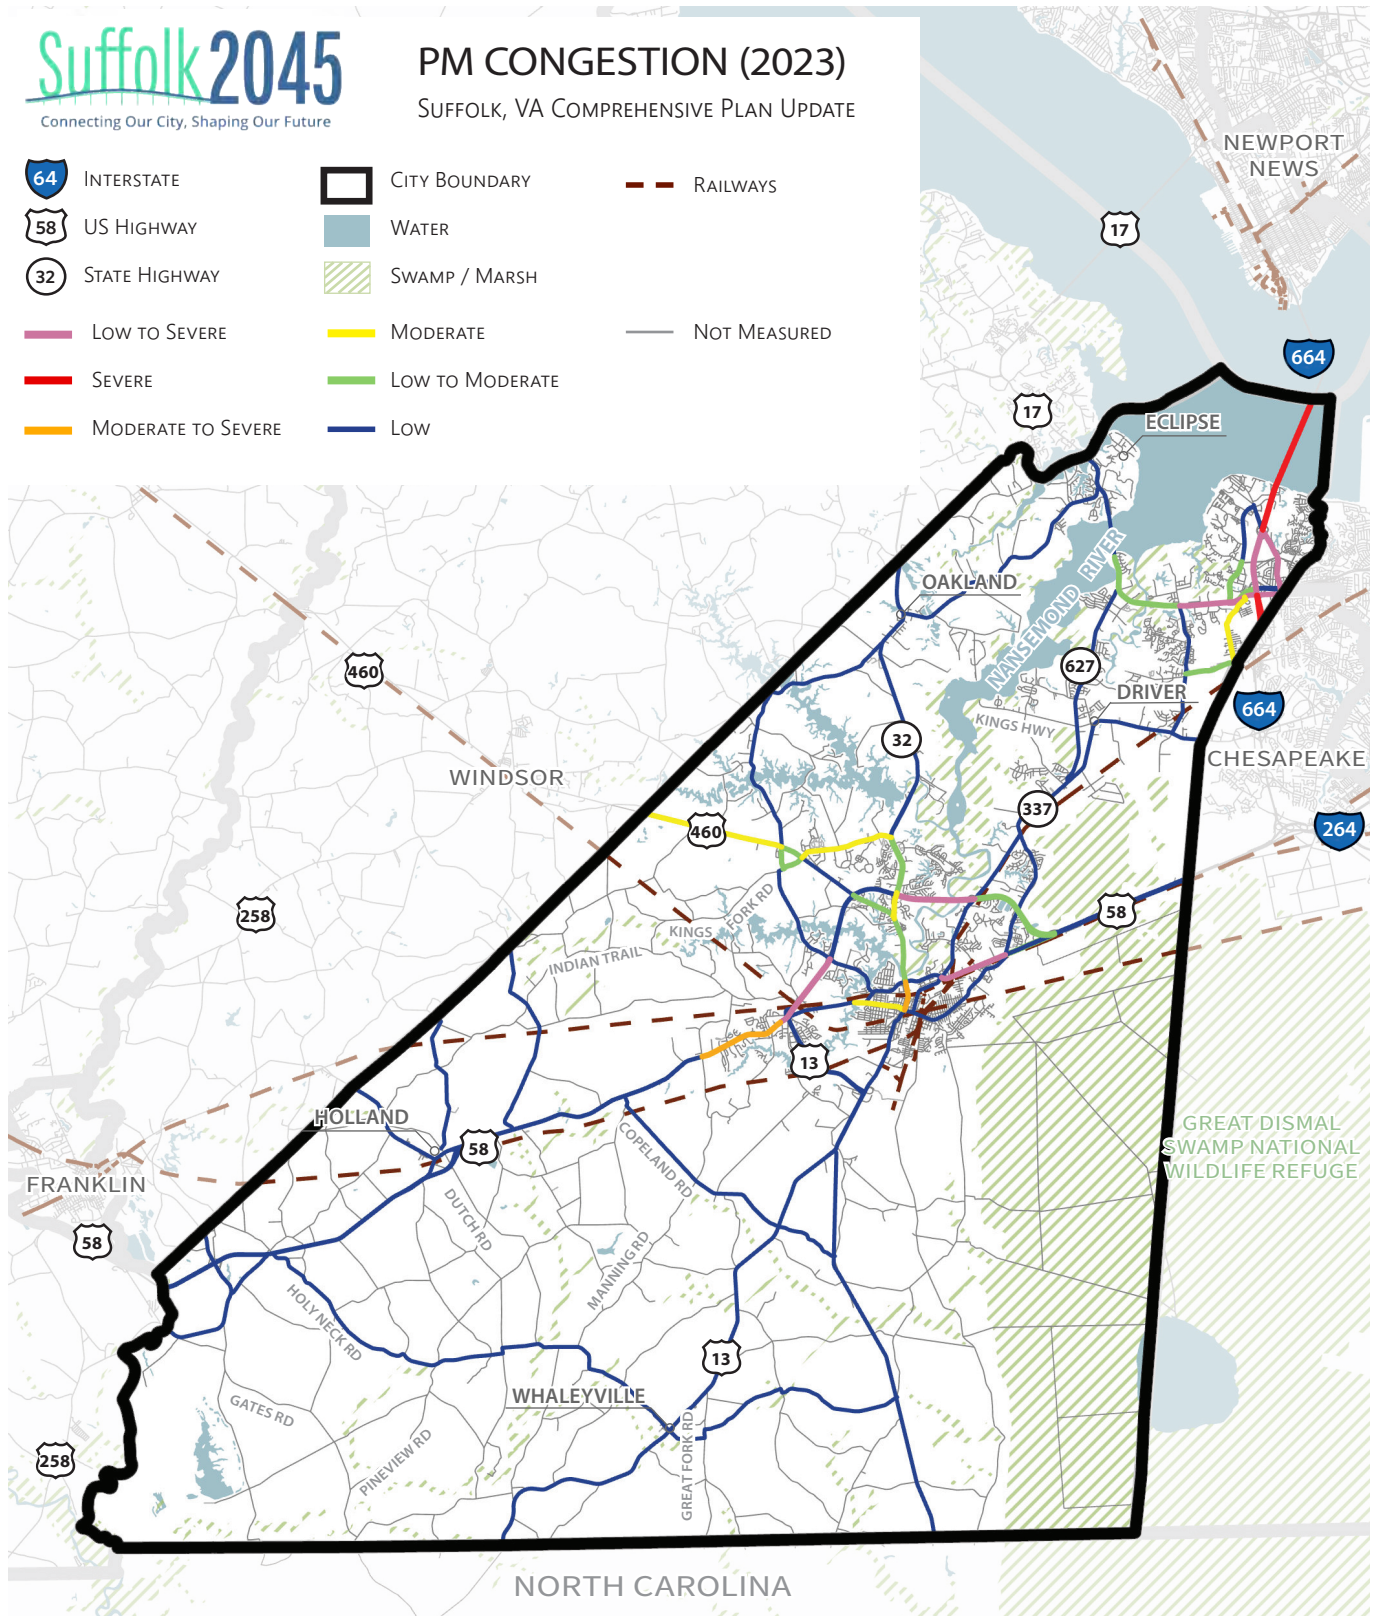 Suffolk 2045
Connecting Our City, Shaping Our Future
PM CONGESTION (2023)
SUFFOLK, VA COMPREHENSIVE PLAN UPDATE
64 INTERSTATE
58 US HIGHWAY
32 STATE HIGHWAY
CITY BOUNDARY
WATER
SWAMP / MARSH
RAILWAYS
LOW TO SEVERE
SEVERE
MODERATE TO SEVERE
MODERATE
LOW TO MODERATE
LOW
NOT MEASURED
NEWPORT
NEWS
17
664
17
ECLIPSE
OAKLAND
NANSEMOND RIVER
460
627
DRIVER
664
KINGS HWY
32
CHESAPEAKE
WINDSOR
337
460
264
258
58
KINGS FORK RD
INDIAN TRAIL
13
HOLLAND
58
COPELAND RD
GREAT DISMAL
SWAMP NATIONAL
WILDLIFE REFUGE
FRANKLIN
58
DUTCH RD
MANNING RD
HOLY NECK RD
13
WHALEYVILLE
GATES RD
PINEVIEW RD
GREAT FORK RD
258
NORTH CAROLINA